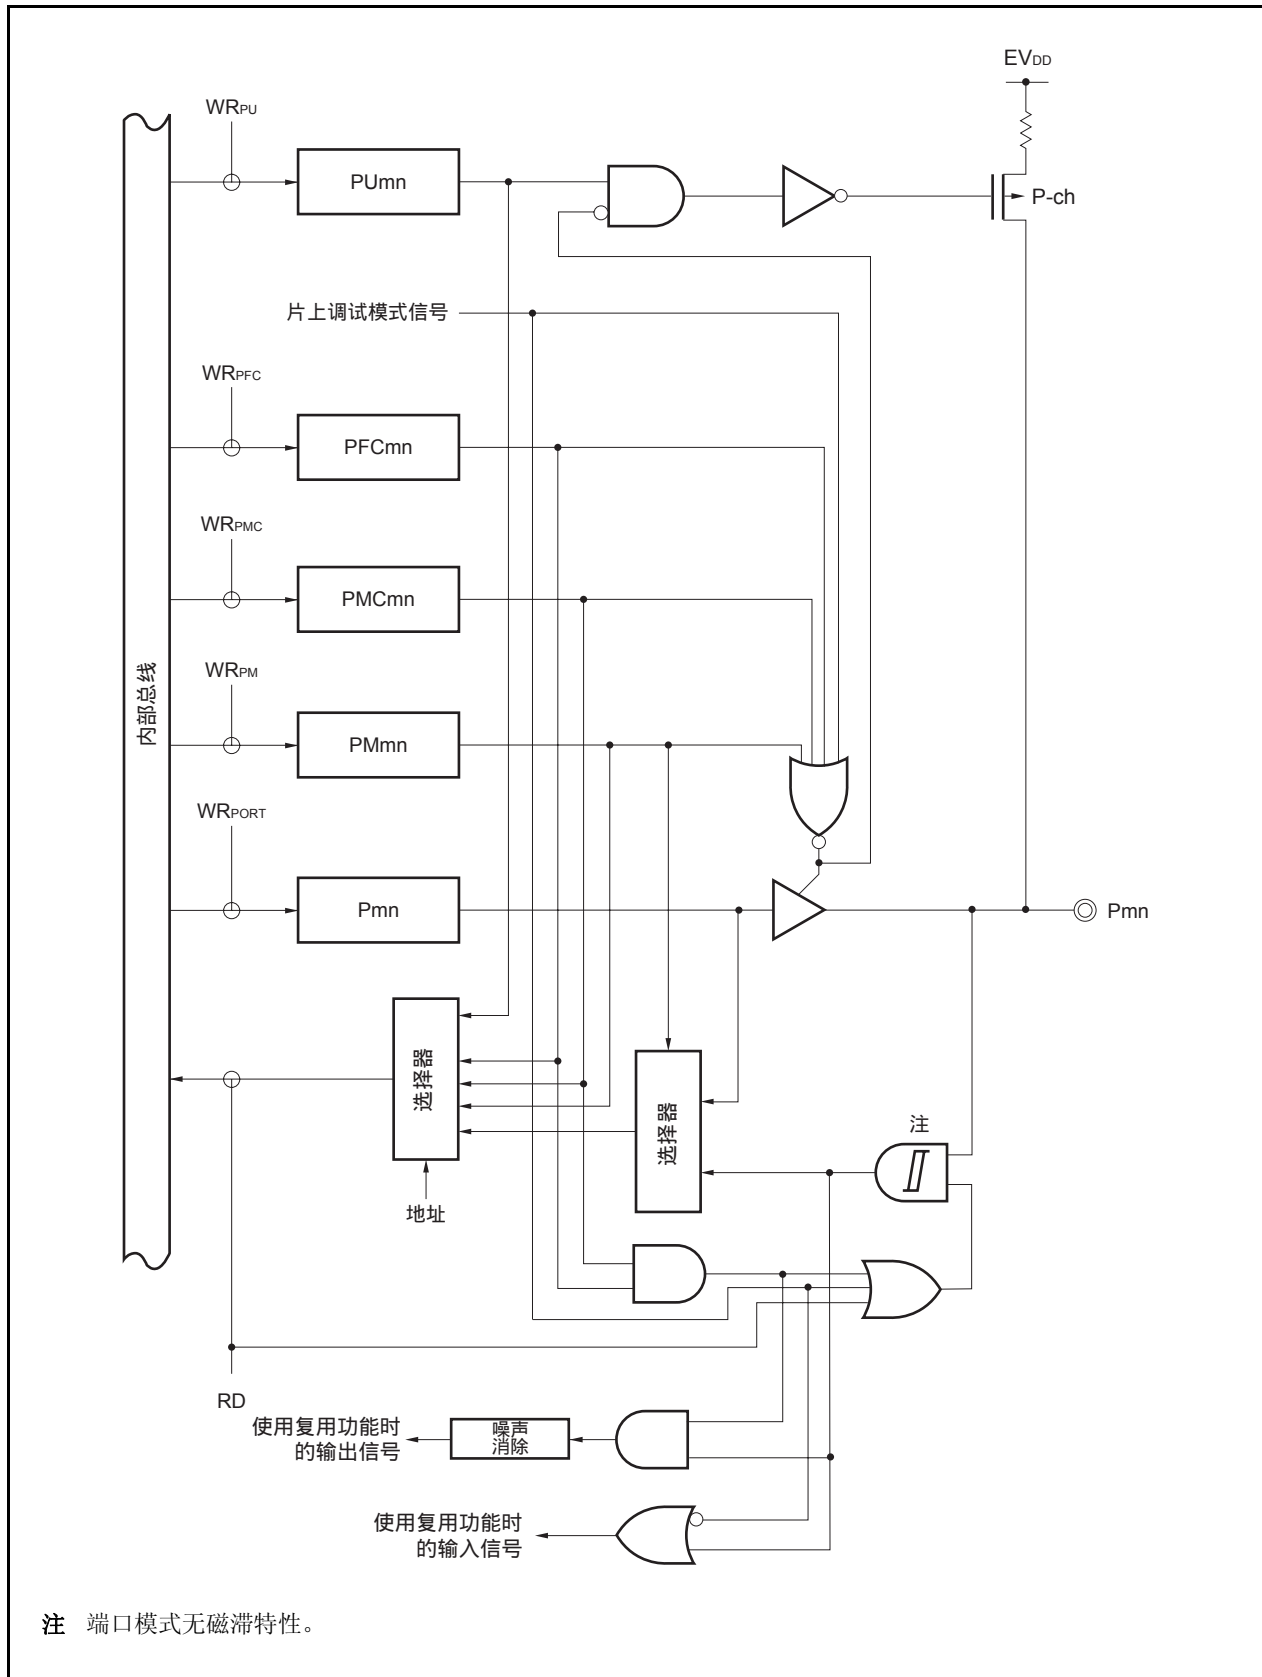 EVDD
WRPU
PUmn
P-ch
片上调试模式信号
WRPFC
PFCmn
WRPMC
PMCmn
内部总线
WRPM
PMmn
WRPORT
Pmn
Pmn
选择器
选择器
注
地址
RD
使用复用功能时
的输出信号
噪声
消除
使用复用功能时
的输入信号
注 端口模式无磁滞特性。